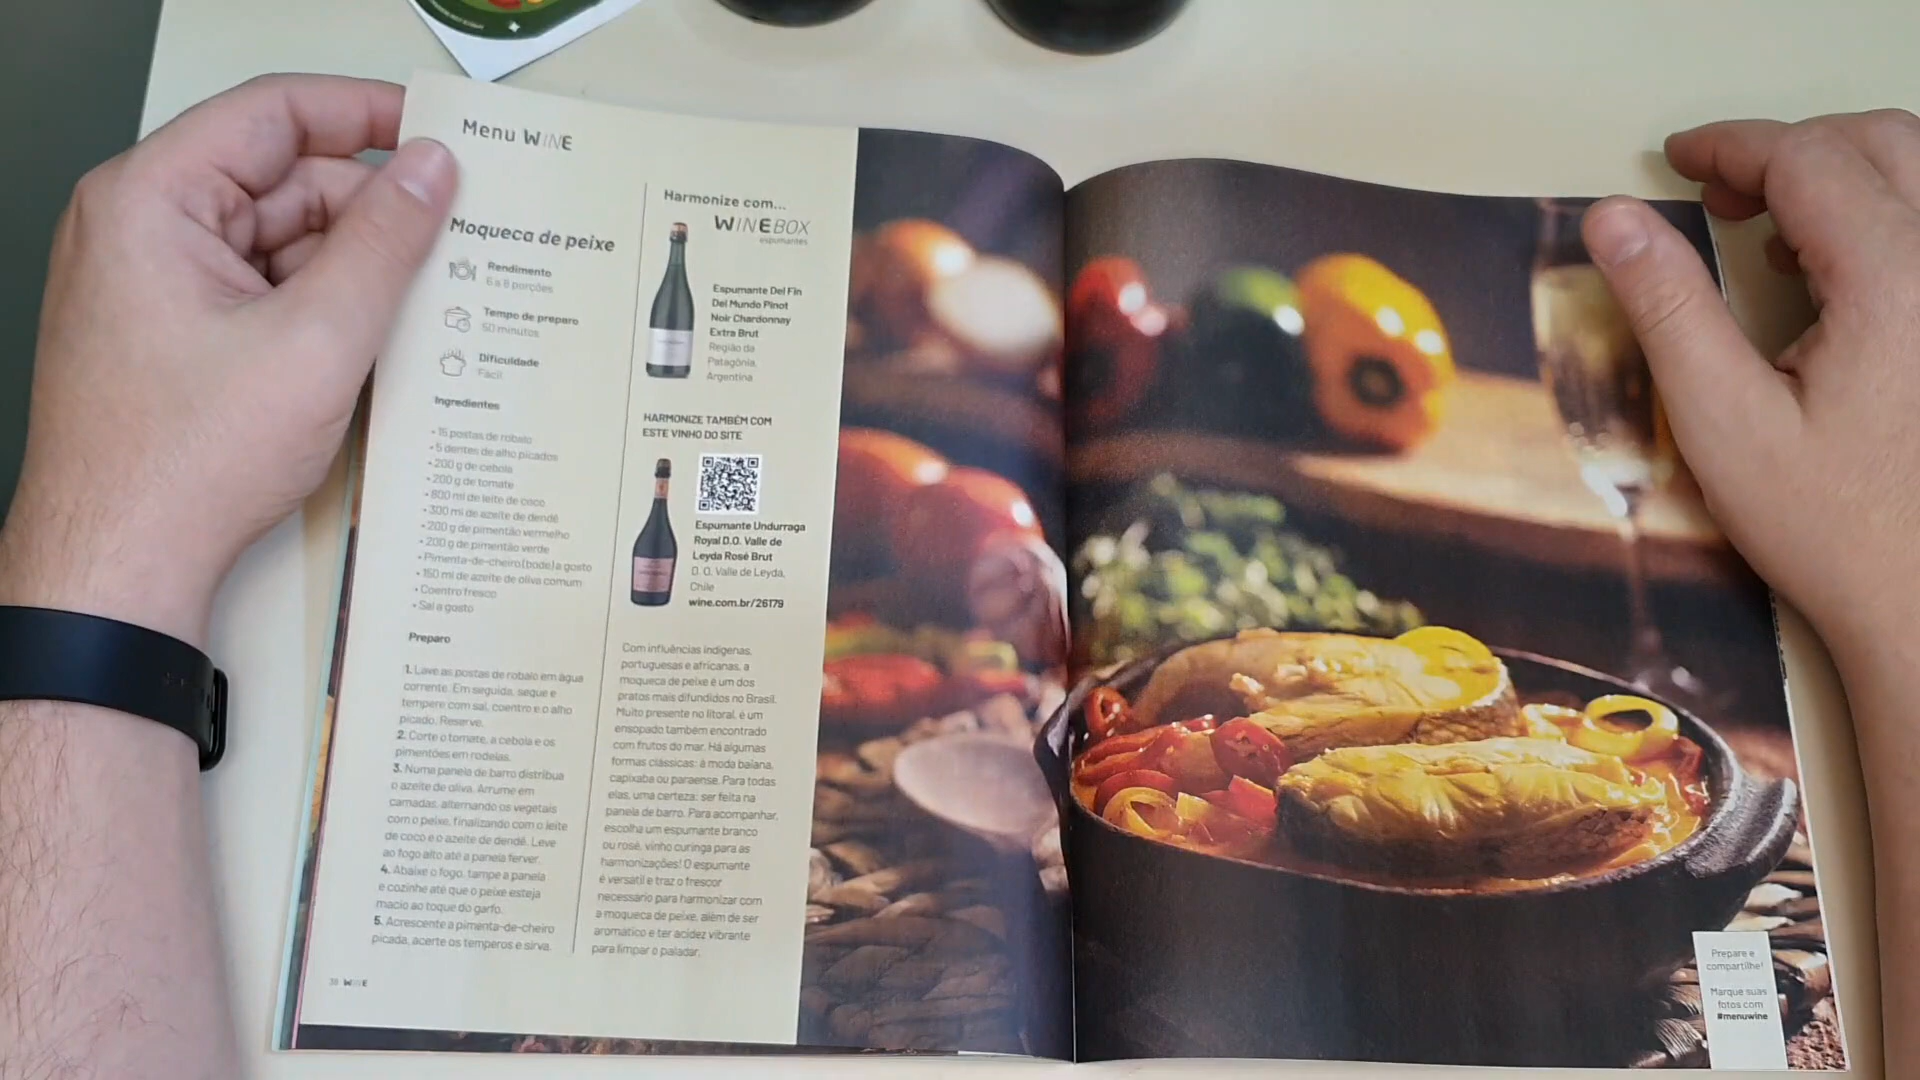 Menu WINE
Moqueca de peixe
Rendimento
6 a 8 porções
Tempo de preparo
50 minutos
Dificuldade
Fácil
Ingredientes
• 15 postas de robalo
• 5 dentes de alho picados
• 200 g de cebola
• 200 g de tomate
• 800 ml de leite de coco
• 300 ml de azeite de dendê
• 200 g de pimentão vermelho
• 200 g de pimentão verde
• Pimenta-de-cheiro (bode) a gosto
• 150 ml de azeite de oliva comum
• Coentro fresco
• Sal a gosto
Preparo
1. Lave as postas de robalo em água
corrente. Em seguida, seque e
tempere com sal, coentro e o alho
picado. Reserve.
2. Corte o tomate, a cebola e os
pimentões em rodelas.
3. Numa panela de barro distribua
o azeite de oliva. Arrume em
camadas, alternando os vegetais
com o peixe, finalizando com o leite
de coco e o azeite de dendê. Leve
ao fogo alto até a panela ferver.
4. Abaixe o fogo, tampe a panela
e cozinhe até que o peixe esteja
macio ao toque do garfo.
5. Acrescente a pimenta-de-cheiro
picada, acerte os temperos e sirva.
Harmonize com...
WINEBOX
espumantes
Espumante Del Fin
Del Mundo Pinot
Noir Chardonnay
Extra Brut
Região da
Patagônia,
Argentina
HARMONIZE TAMBÉM COM
ESTE VINHO DO SITE
Espumante Undurraga
Royal D.O. Valle de
Leyda Rosé Brut
D. O. Valle de Leyda,
Chile
wine.com.br/26179
Com influências indígenas,
portuguesas e africanas, a
moqueca de peixe é um dos
pratos mais difundidos no Brasil.
Muito presente no litoral, é um
ensopado também encontrado
com frutos do mar. Há algumas
formas clássicas: à moda baiana,
capixaba ou paraense. Para todas
elas, uma certeza: ser feita na
panela de barro. Para acompanhar,
escolha um espumante branco
ou rosé, vinho curinga para as
harmonizações! O espumante
é versátil e traz o frescor
necessário para harmonizar com
a moqueca de peixe, além de ser
aromático e ter acidez vibrante
para limpar o paladar.
WINE
Prepare e
compartilhe!
Marque suas
fotos com
#menuwine